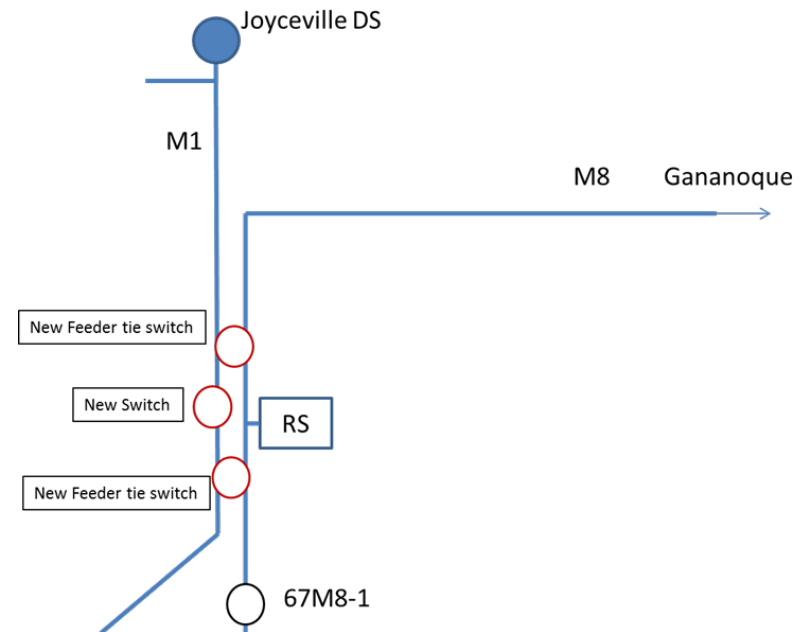 Joyceville DS
M1
M8
Gananoque
New Feeder tie switch
New Switch
RS
New Feeder tie switch
67M8-1